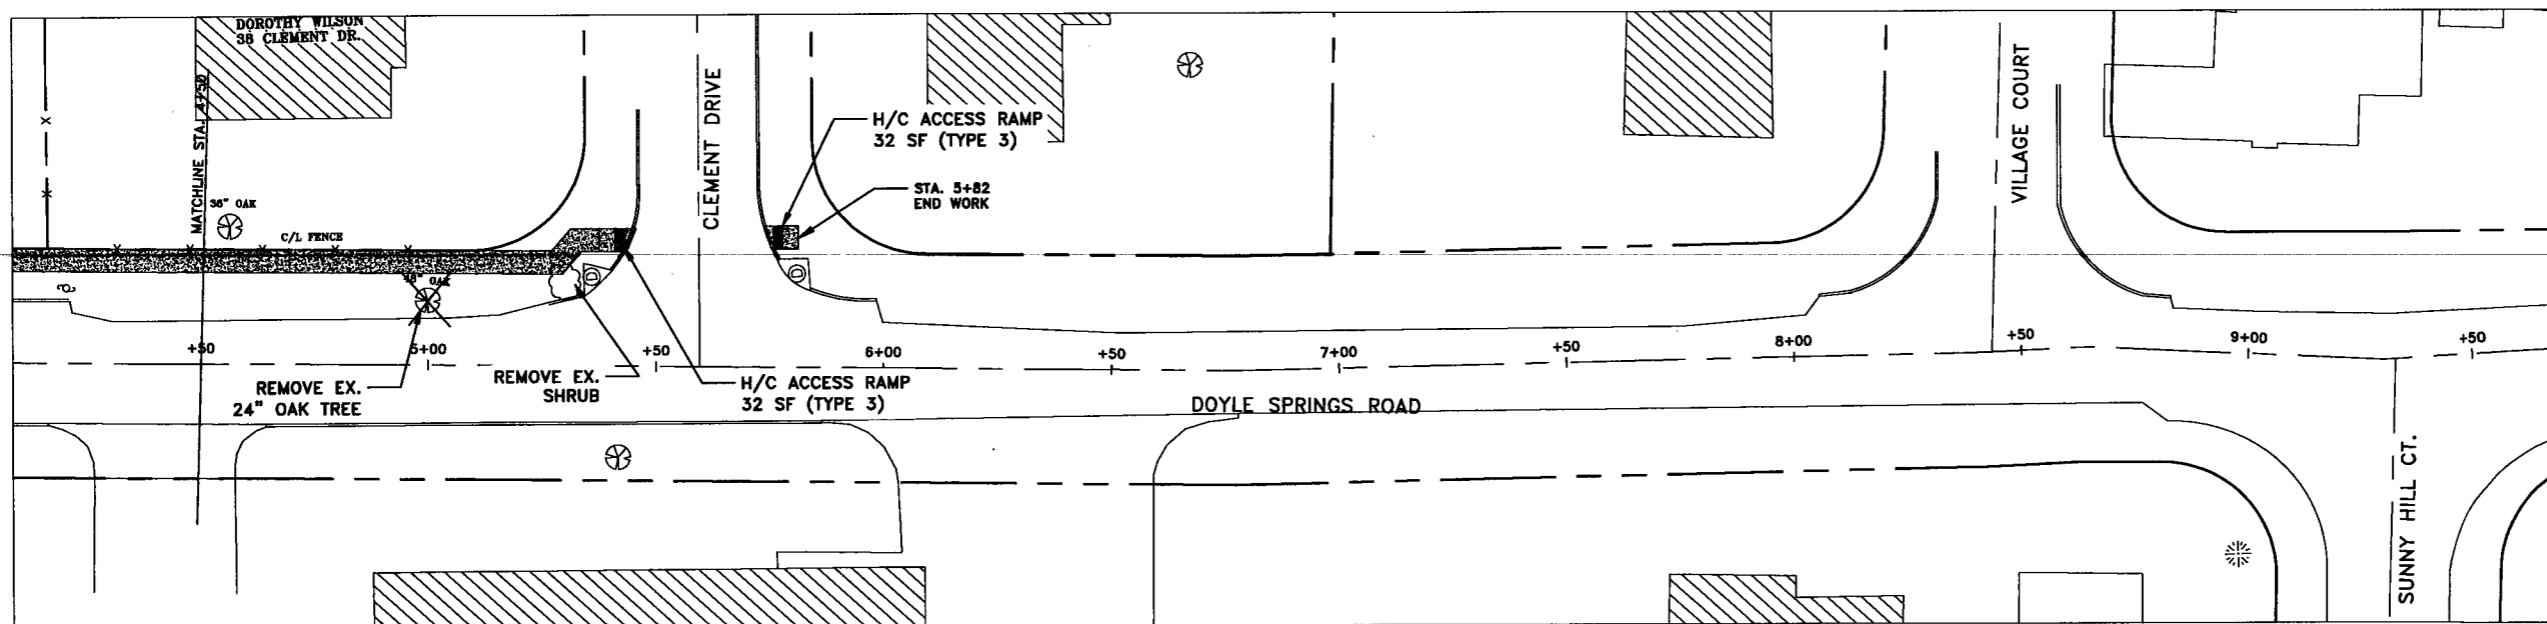 DOROTHY WILSON
38 CLEMENT DR.
MATCHLINE STA. 4+50
36" OAK
C/L FENCE
CLEMENT DRIVE
H/C ACCESS RAMP
32 SF (TYPE 3)
STA. 5+82
END WORK
VILLAGE COURT
OAK
D
D
+50
5+00
+50
6+00
+50
7+00
+50
8+00
+50
9+00
+50
REMOVE EX.
24" OAK TREE
REMOVE EX.
SHRUB
H/C ACCESS RAMP
32 SF (TYPE 3)
DOYLE SPRINGS ROAD
SUNNY HILL CT.